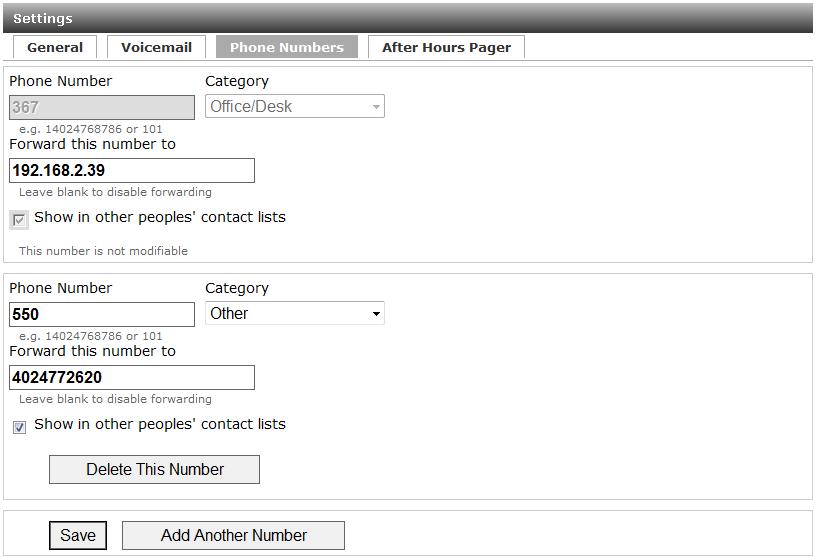 Settings
General Voicemail Phone Numbers After Hours Pager
Phone Number Category
367 Office/Desk
e.g. 14024768786 or 101
Forward this number to
192.168.2.39
Leave blank to disable forwarding
Show in other peoples' contact lists
This number is not modifiable
Phone Number Category
550 Other
e.g. 14024768786 or 101
Forward this number to
4024772620
Leave blank to disable forwarding
Show in other peoples' contact lists
Delete This Number
Save Add Another Number